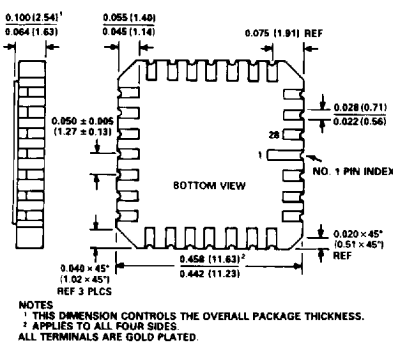 0.100 (2.54)¹
0.064 (1.63)
0.055 (1.40)
0.045 (1.14)
0.075 (1.91) REF
0.050 ± 0.005
(1.27 ± 0.13)
0.028 (0.71)
0.022 (0.56)
28
1
NO. 1 PIN INDEX
BOTTOM VIEW
0.040 × 45°
(1.02 × 45°)
REF 3 PLCS
0.458 (11.63)²
0.442 (11.23)
0.020 × 45°
(0.51 × 45°)
REF
NOTES
¹ THIS DIMENSION CONTROLS THE OVERALL PACKAGE THICKNESS.
² APPLIES TO ALL FOUR SIDES.
ALL TERMINALS ARE GOLD PLATED.